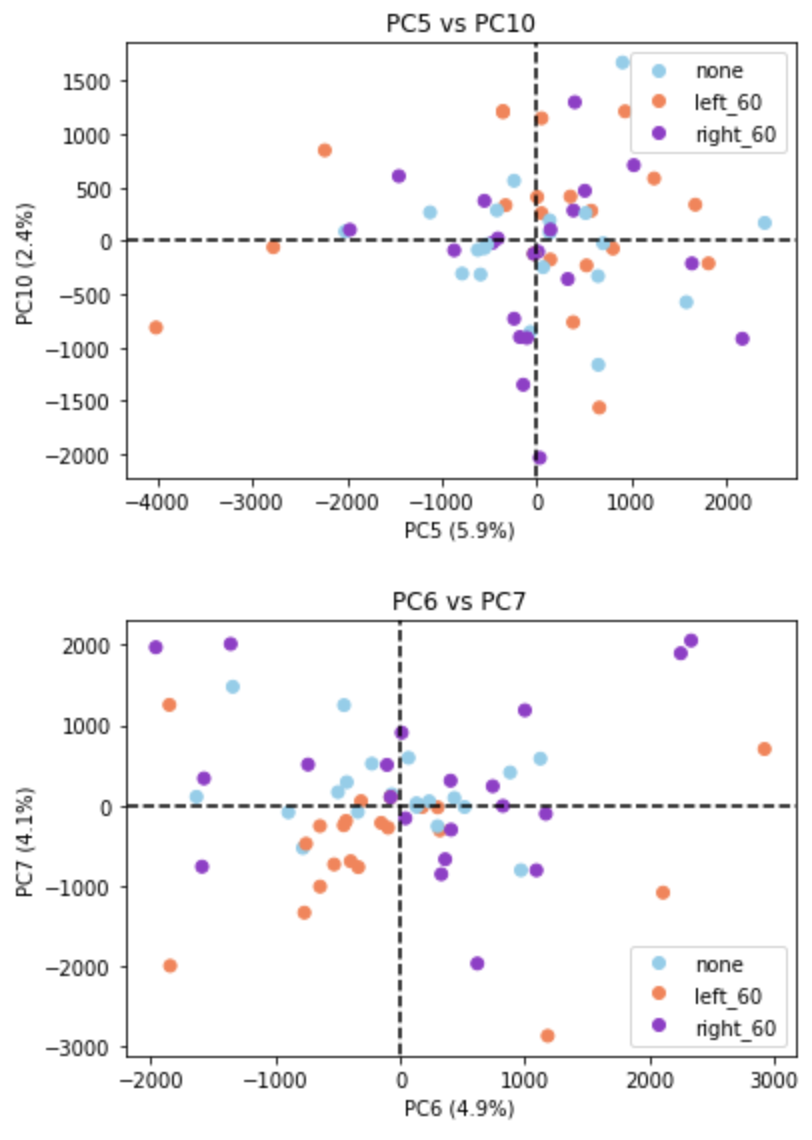 PC5 vs PC10
none
left_60
right_60
1500
1000
500
0
−500
−1000
−1500
−2000
PC10 (2.4%)
−4000 −3000 −2000 −1000 0 1000 2000
PC5 (5.9%)
PC6 vs PC7
2000
1000
0
−1000
−2000
−3000
PC7 (4.1%)
none
left_60
right_60
−2000 −1000 0 1000 2000 3000
PC6 (4.9%)